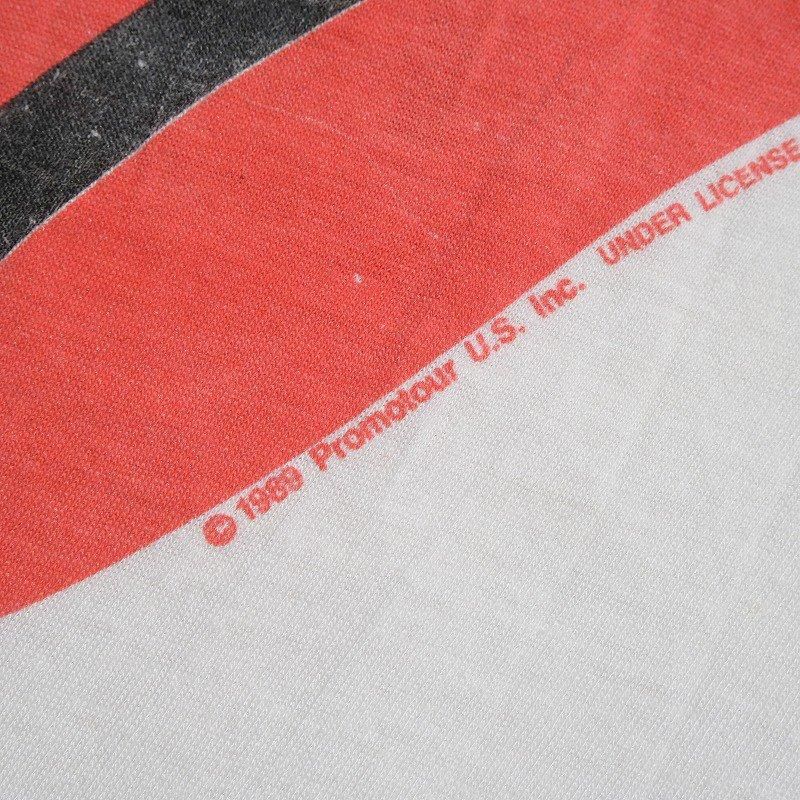 © 1989 Promotour U.S. Inc. UNDER LICENSE